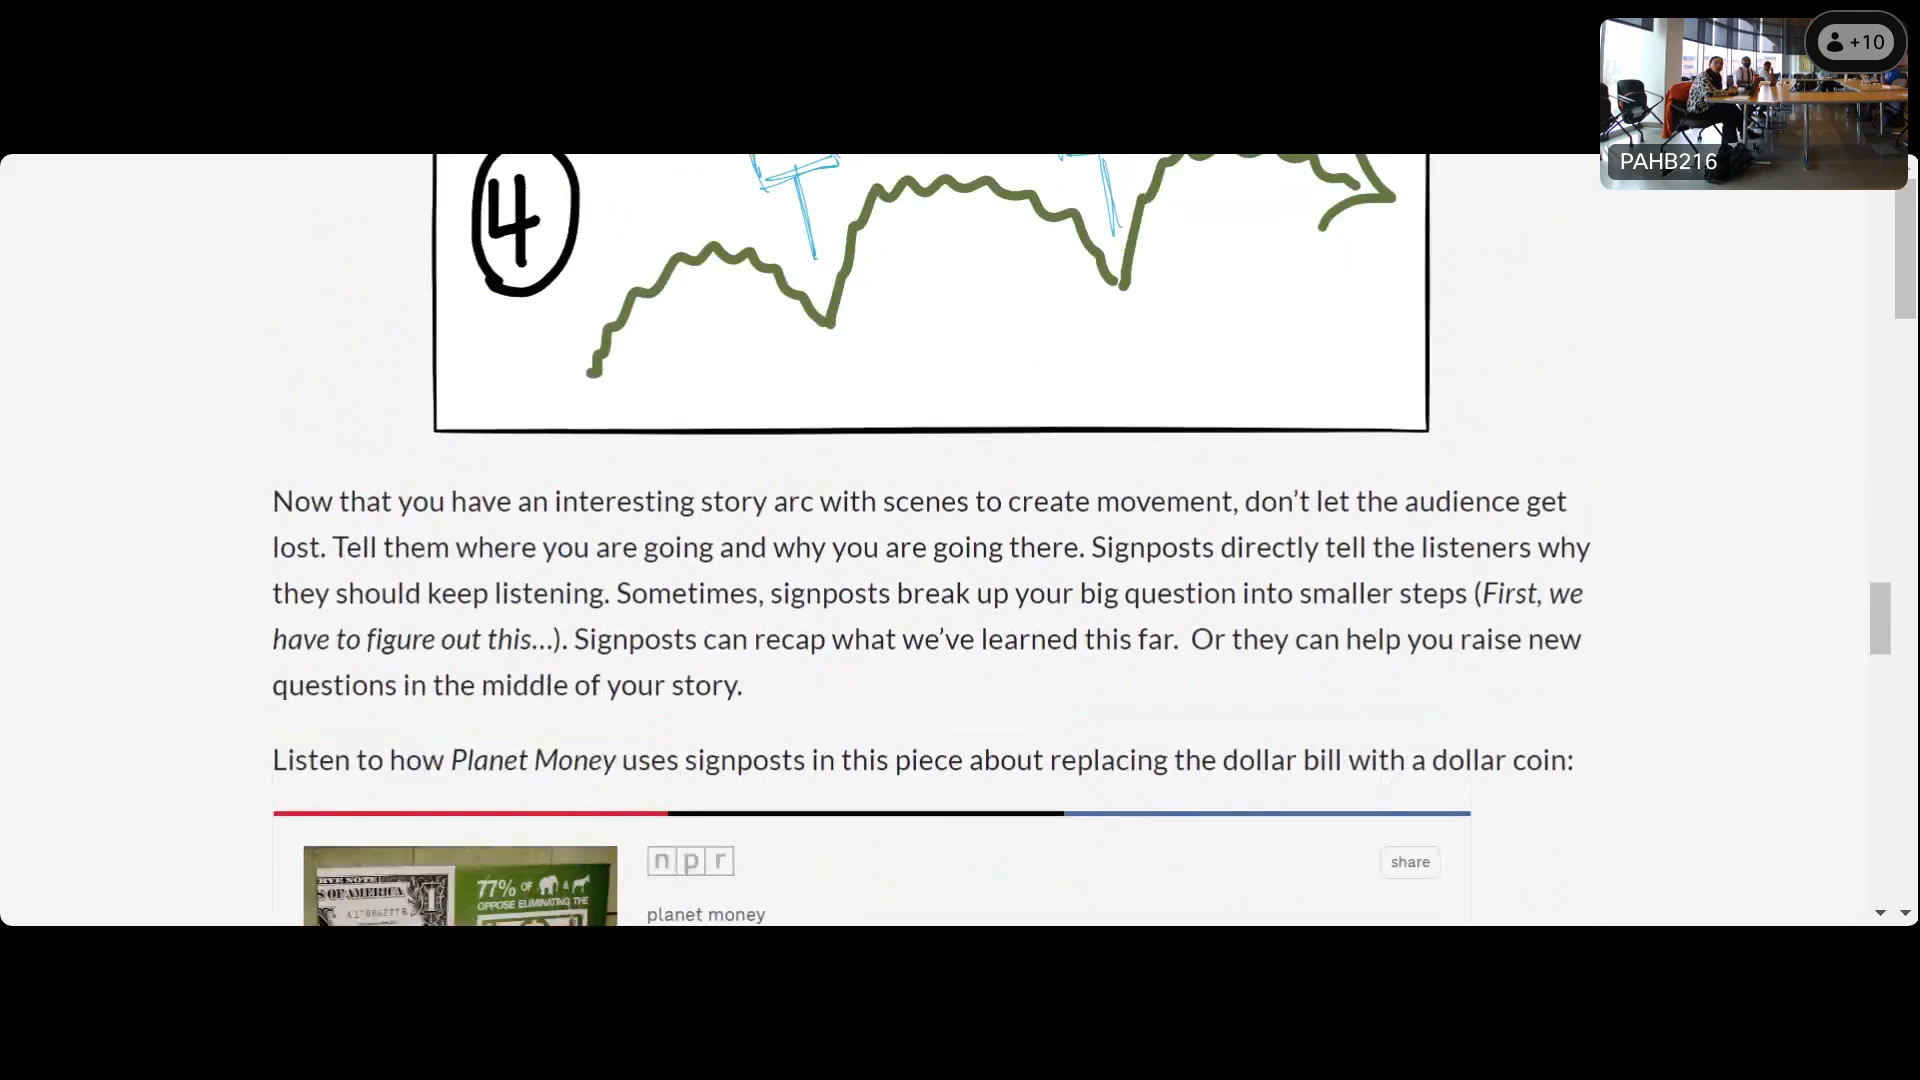 +10
PAHB216
4
Now that you have an interesting story arc with scenes to create movement, don’t let the audience get
lost. Tell them where you are going and why you are going there. Signposts directly tell the listeners why
they should keep listening. Sometimes, signposts break up your big question into smaller steps (First, we
have to figure out this…). Signposts can recap what we’ve learned this far.  Or they can help you raise new
questions in the middle of your story.
Listen to how Planet Money uses signposts in this piece about replacing the dollar bill with a dollar coin:
npr
share
planet money
S OF AMERICA
77% OF & 
OPPOSE ELIMINATING THE